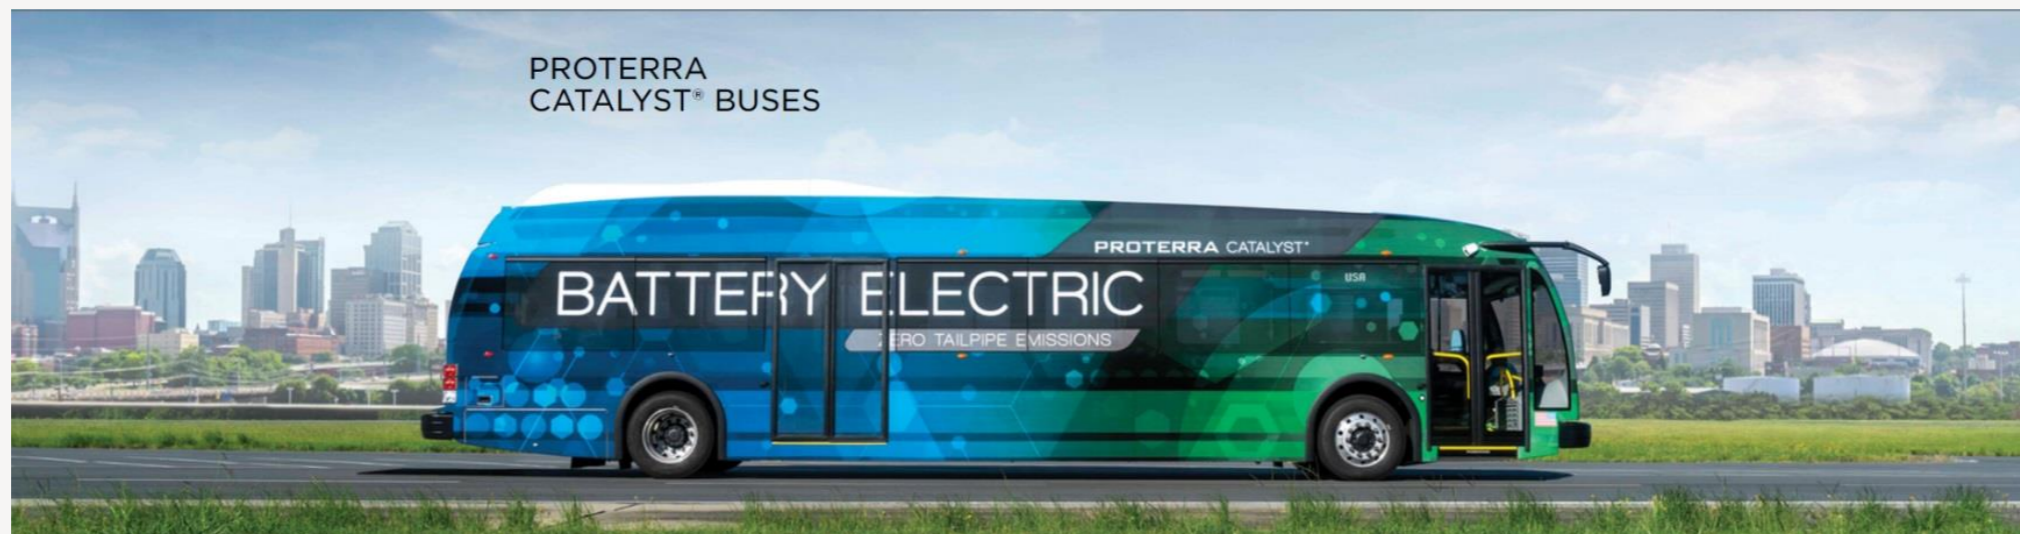 PROTERRA
CATALYST® BUSES
PROTERRA CATALYST®
BATTERY ELECTRIC
USA
ZERO TAILPIPE EMISSIONS